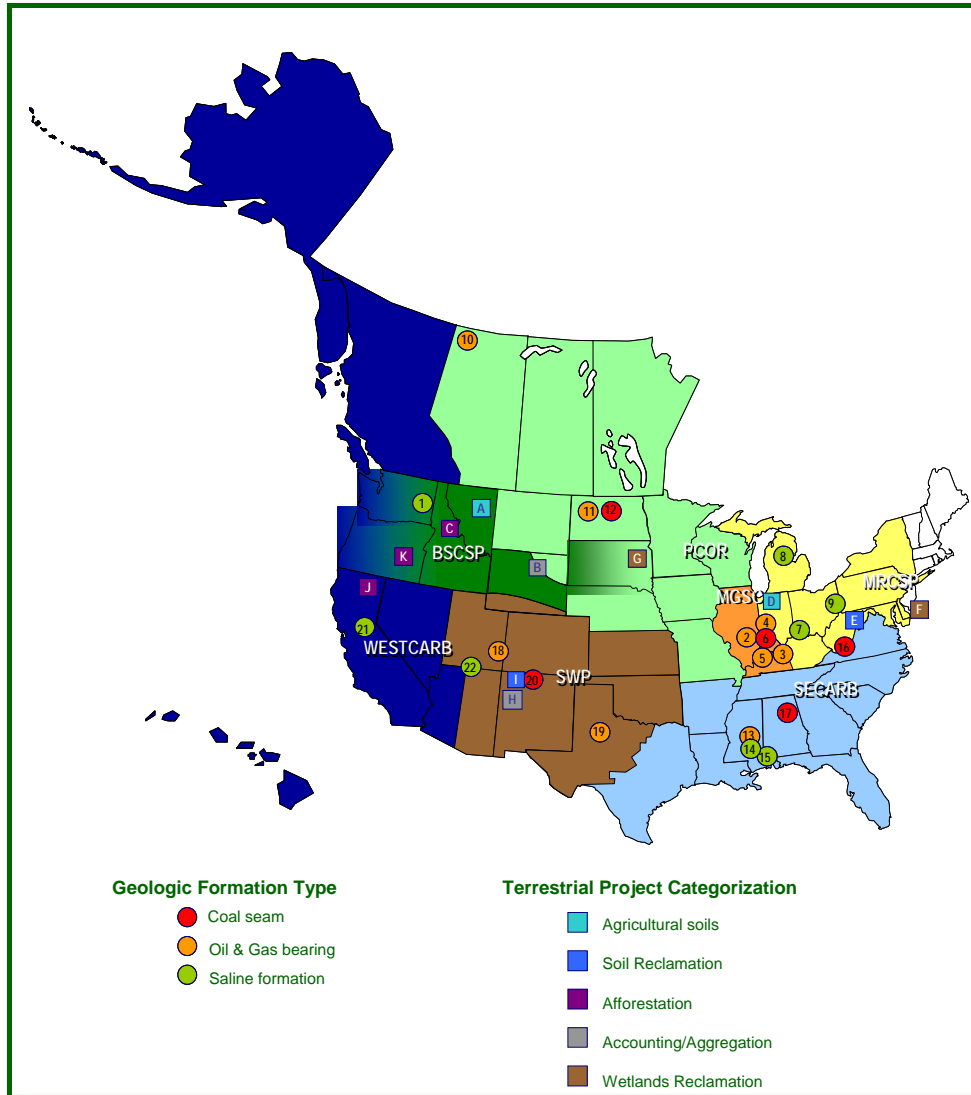 10
1
A
11
12
C
PCOR
8
BSCSP
K
B
G
MRCSP
J
MGSC
D
9
F
4
E
21
2
6
7
WESTCARB
18
5
3
16
22
I
20
SWP
SECARB
H
17
19
13
14
15
Geologic Formation Type
Coal seam
Oil & Gas bearing
Saline formation
Terrestrial Project Categorization
Agricultural soils
Soil Reclamation
Afforestation
Accounting/Aggregation
Wetlands Reclamation